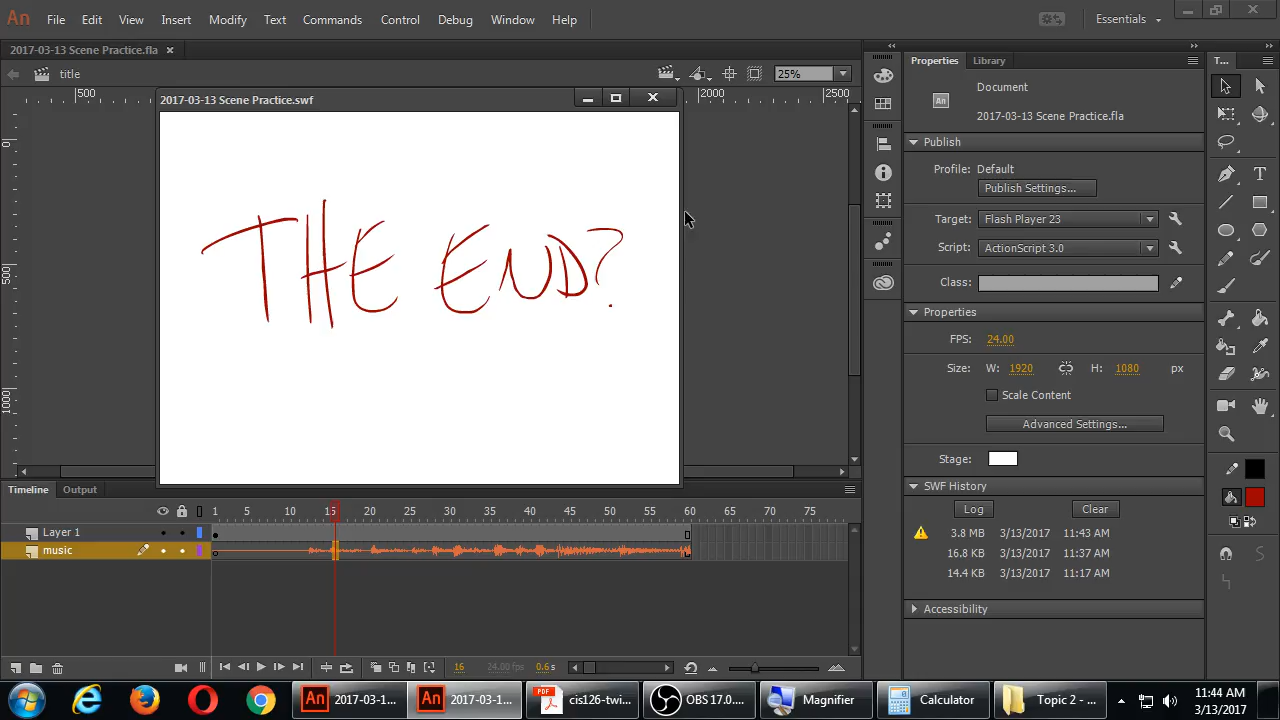 An File Edit View Insert Modify Text Commands Control Debug Window Help Essentials
2017-03-13 Scene Practice.fla × Properties Library T...
title 25%
500 2000 2500
2017-03-13 Scene Practice.swf
Document
An 2017-03-13 Scene Practice.fla
Publish
Profile: Default
Publish Settings...
Target: Flash Player 23
Script: ActionScript 3.0
Class:
Properties
FPS: 24.00
Size: W: 1920 H: 1080 px
Scale Content
Advanced Settings...
Stage:
SWF History
Log Clear
3.8 MB 3/13/2017 11:43 AM
16.8 KB 3/13/2017 11:37 AM
14.4 KB 3/13/2017 11:17 AM
Accessibility
THE END?
0
500
1000
Timeline Output
1 5 10 15 20 25 30 35 40 45 50 55 60 65 70 75
Layer 1
music
16 24.00 fps 0.6 s
2017-03-1... 2017-03-1... cis126-twi... OBS 17.0.... Magnifier Calculator Topic 2 - ... 11:44 AM
3/13/2017